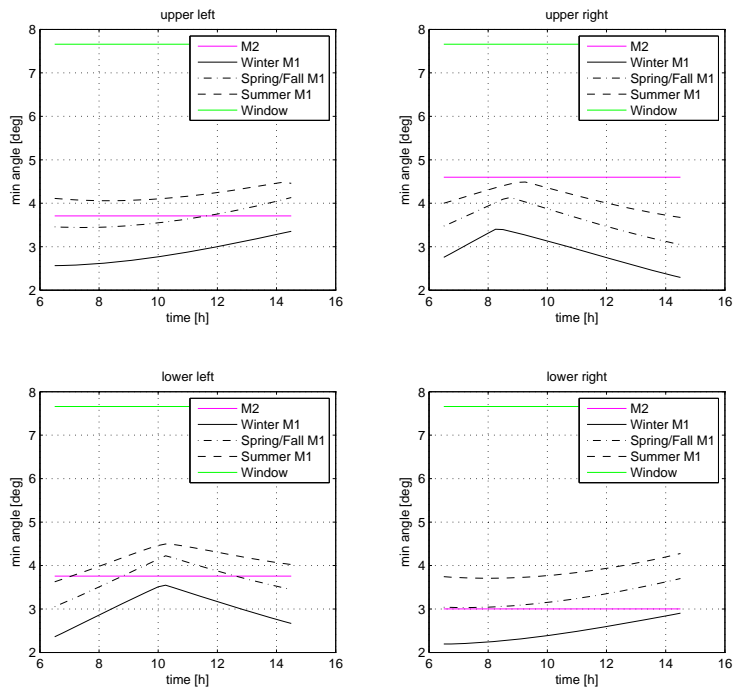 upper left
8
7
6
5
4
3
2
min angle [deg]
6
8
10
12
14
16
time [h]
M2
Winter M1
Spring/Fall M1
Summer M1
Window
upper right
8
7
6
5
4
3
2
min angle [deg]
6
8
10
12
14
16
time [h]
M2
Winter M1
Spring/Fall M1
Summer M1
Window
lower left
8
7
6
5
4
3
2
min angle [deg]
6
8
10
12
14
16
time [h]
M2
Winter M1
Spring/Fall M1
Summer M1
Window
lower right
8
7
6
5
4
3
2
min angle [deg]
6
8
10
12
14
16
time [h]
M2
Winter M1
Spring/Fall M1
Summer M1
Window